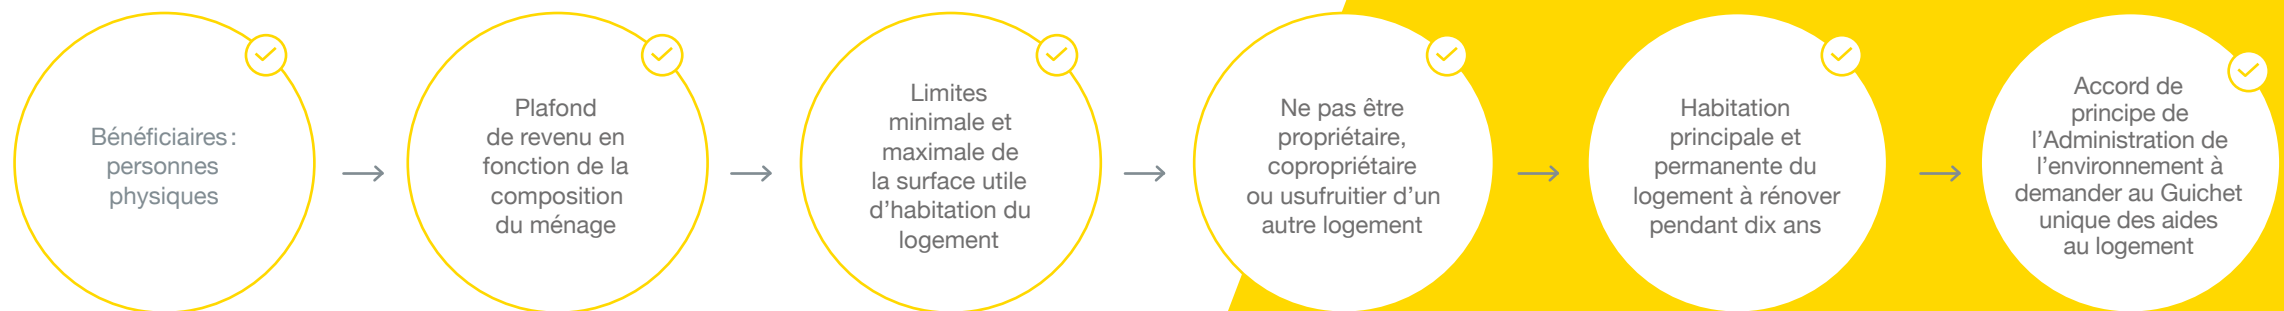 Bénéficiaires :
personnes
physiques
Plafond
de revenu en
fonction de la
composition
du ménage
Limites
minimale et
maximale de
la surface utile
d’habitation du
logement
Ne pas être
propriétaire,
copropriétaire
ou usufruitier d’un
autre logement
Habitation
principale et
permanente du
logement à rénover
pendant dix ans
Accord de
principe de
l’Administration de
l’environnement à
demander au Guichet
unique des aides
au logement